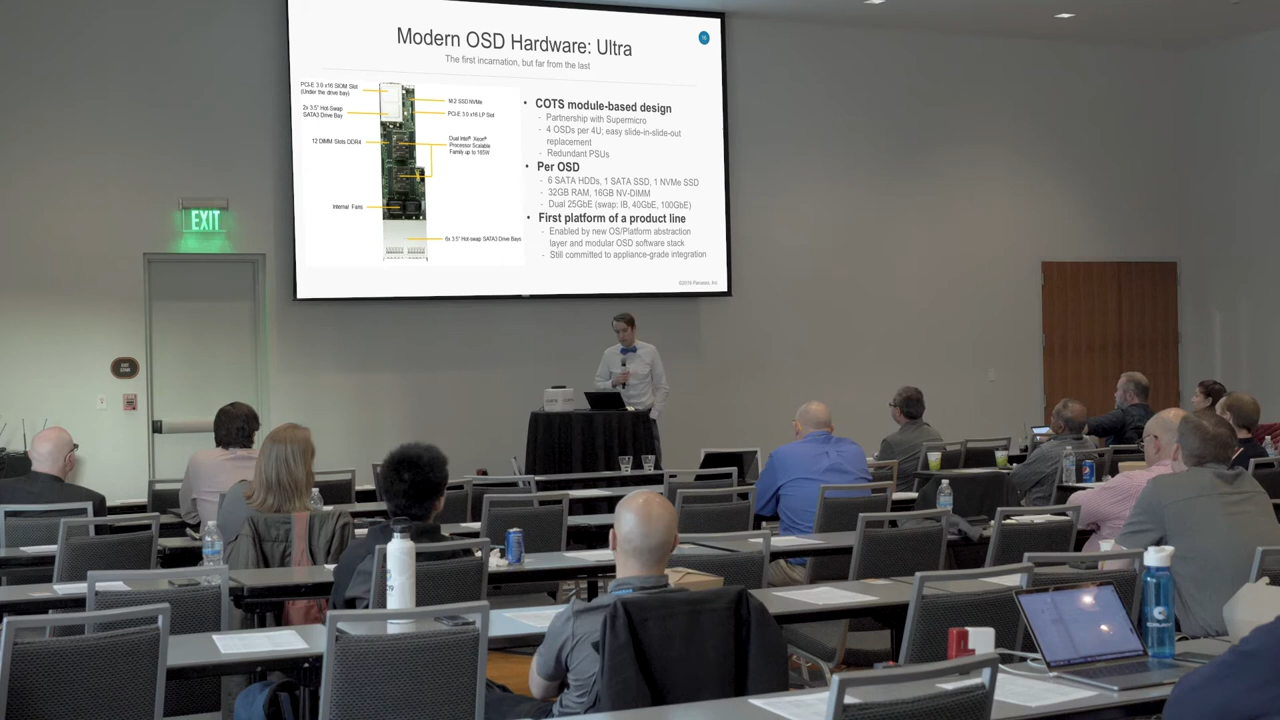 Modern OSD Hardware: Ultra
16
The first incarnation, but far from the last
PCI-E 3.0 x16 SIOM Slot
(Under the drive bay)
2x 3.5" Hot-Swap
SATA3 Drive Bay
12 DIMM Slots DDR4
Internal Fans
M.2 SSD NVMe
PCI-E 3.0 x16 LP Slot
Dual Intel® Xeon®
Processor Scalable
Family up to 165W
6x 3.5" Hot-swap SATA3 Drive Bays
• COTS module-based design
- Partnership with Supermicro
- 4 OSDs per 4U; easy slide-in-slide-out
replacement
- Redundant PSUs
• Per OSD
- 6 SATA HDDs, 1 SATA SSD, 1 NVMe SSD
- 32GB RAM, 16GB NV-DIMM
- Dual 25GbE (swap: IB, 40GbE, 100GbE)
• First platform of a product line
- Enabled by new OS/Platform abstraction
layer and modular OSD software stack
- Still committed to appliance-grade integration
©2018 Panasas, Inc.
EXIT